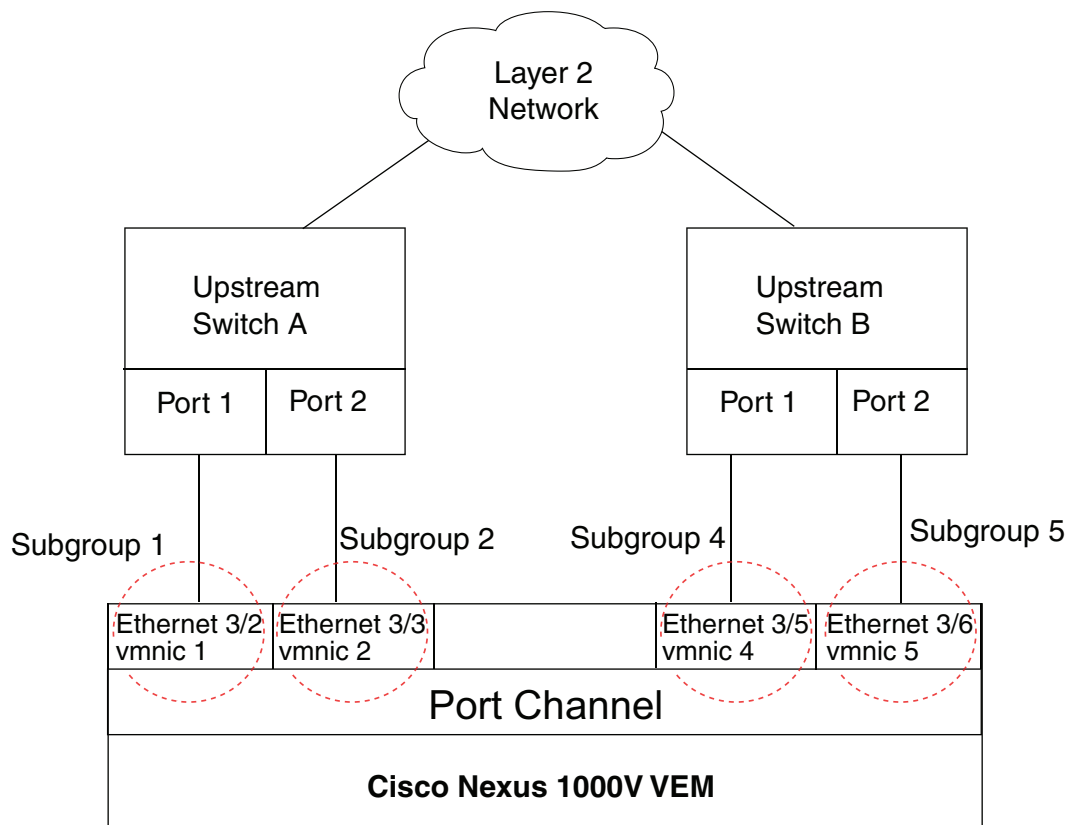 Layer 2
Network
Upstream
Switch A
Upstream
Switch B
Port 1
Port 2
Port 1
Port 2
Subgroup 1
Subgroup 2
Subgroup 4
Subgroup 5
Ethernet 3/2
vmnic 1
Ethernet 3/3
vmnic 2
Ethernet 3/5
vmnic 4
Ethernet 3/6
vmnic 5
Port Channel
Cisco Nexus 1000V VEM